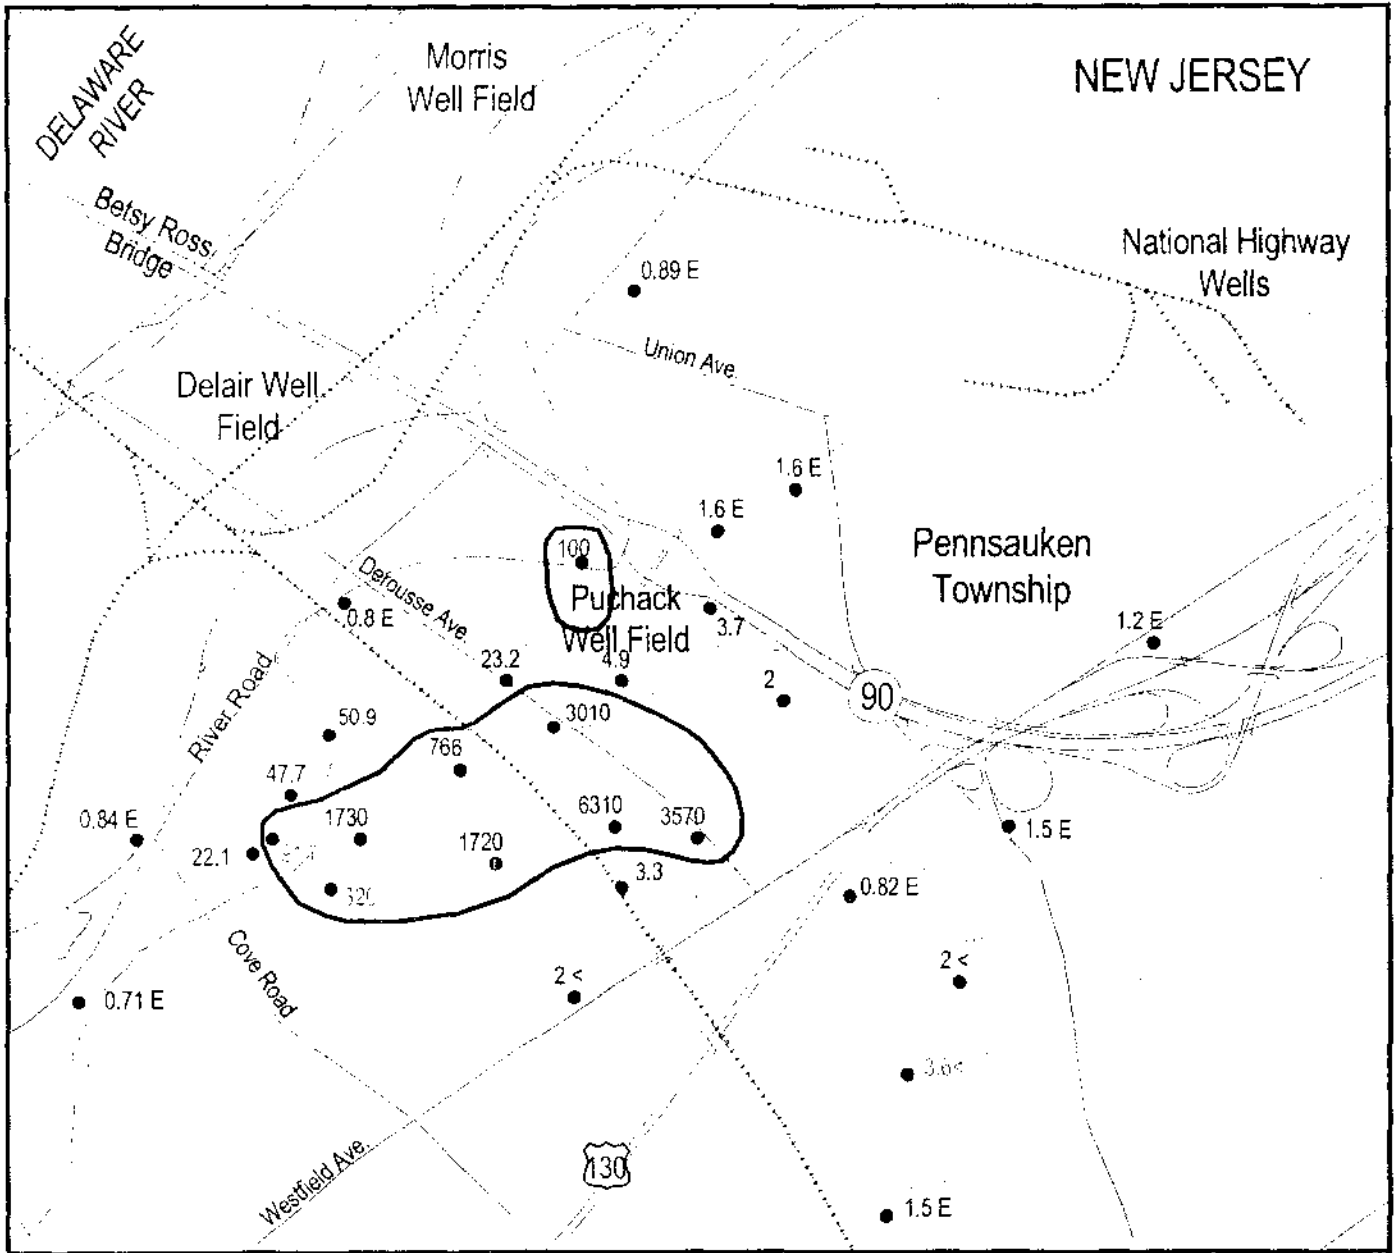 DELAWARE
RIVER
Morris
Well Field
NEW JERSEY
Betsy Ross
Bridge
National Highway
Wells
0.89 E
Union Ave.
Delair Well
Field
1.6 E
1.6 E
100
Pennsauken
Township
Derousse Ave.
Puchack
Well Field
0.8 E
3.7
1.2 E
23.2
4.9
2
90
River Road
50.9
3010
766
47.7
0.84 E
1730
6310
3570
1.5 E
22.1
1720
3.3
0.82 E
320
Cove Road
2 <
2 <
0.71 E
3.6<
Westfield Ave.
130
1.5 E